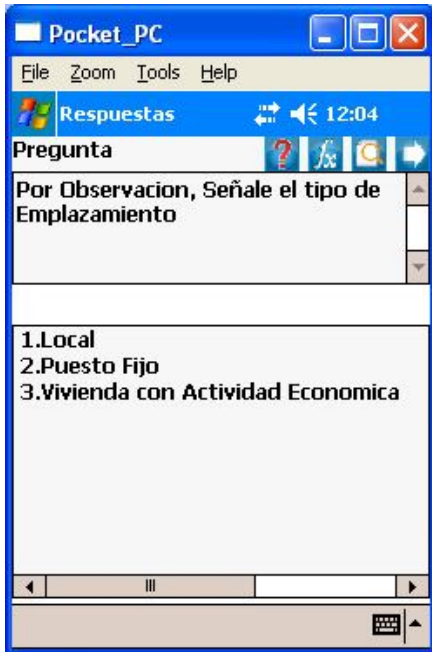 Pocket_PC
File Zoom Tools Help
Respuestas 12:04
Pregunta ? fx
Por Observacion, Señale el tipo de
Emplazamiento
1.Local
2.Puesto Fijo
3.Vivienda con Actividad Economica